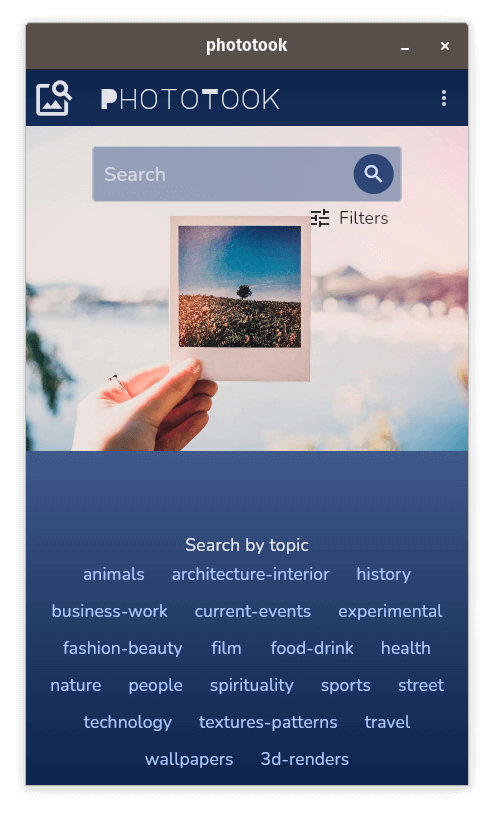 phototook
PHOTOTOOK
Search
Filters
Search by topic
animals architecture-interior history
business-work current-events experimental
fashion-beauty film food-drink health
nature people spirituality sports street
technology textures-patterns travel
wallpapers 3d-renders